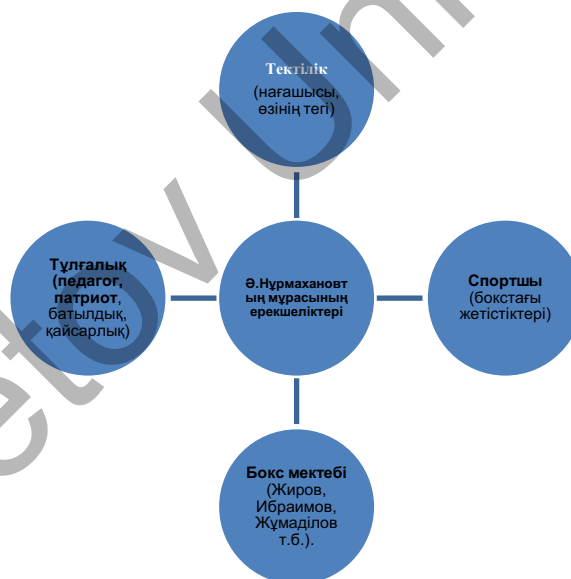 Тектілік
(нағашысы,
өзінің тегі)
Тұлғалық
(педагог,
патриот,
батылдық,
қайсарлық)
Ә.Нұрмахановт
ың мұрасының
ерекшеліктері
Спортшы
(бокстағы
жетістіктері)
Бокс мектебі
(Жиров,
Ибраимов,
Жұмаділов
т.б.).